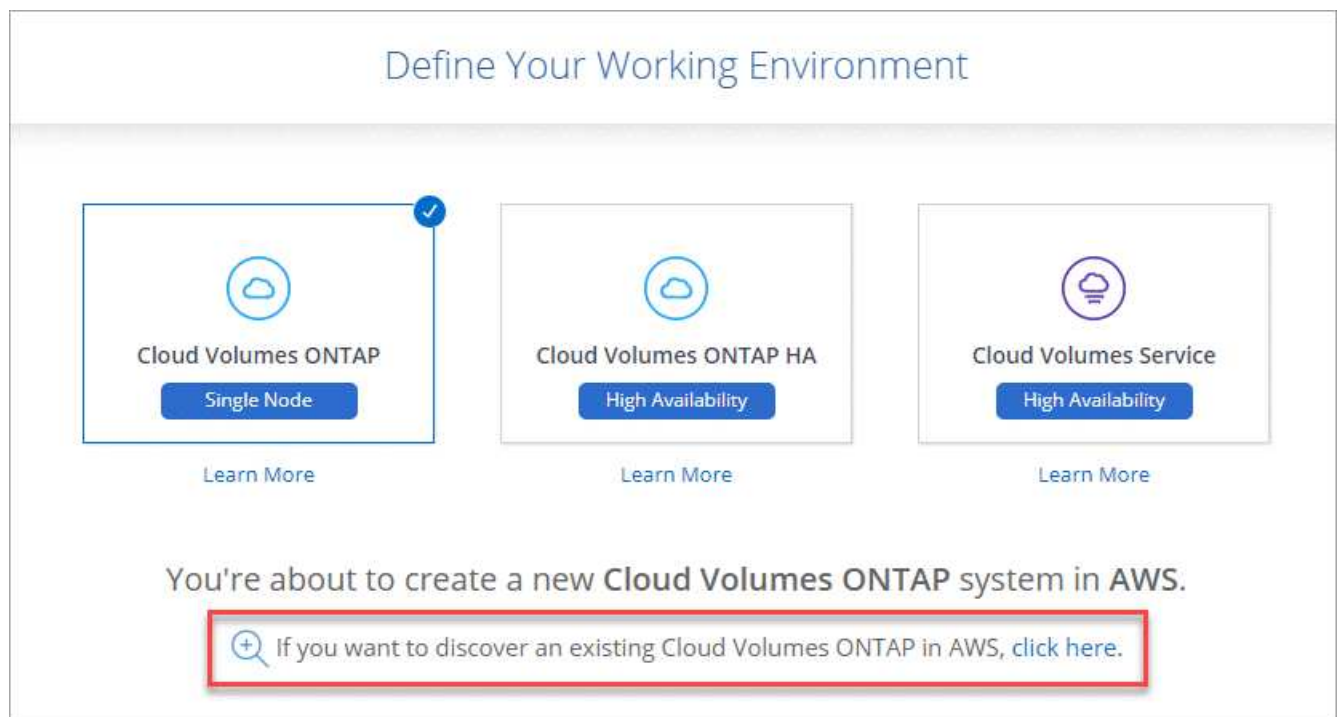 Define Your Working Environment
Cloud Volumes ONTAP
Single Node
Learn More
Cloud Volumes ONTAP HA
High Availability
Learn More
Cloud Volumes Service
High Availability
Learn More
You're about to create a new Cloud Volumes ONTAP system in AWS.
If you want to discover an existing Cloud Volumes ONTAP in AWS, click here.